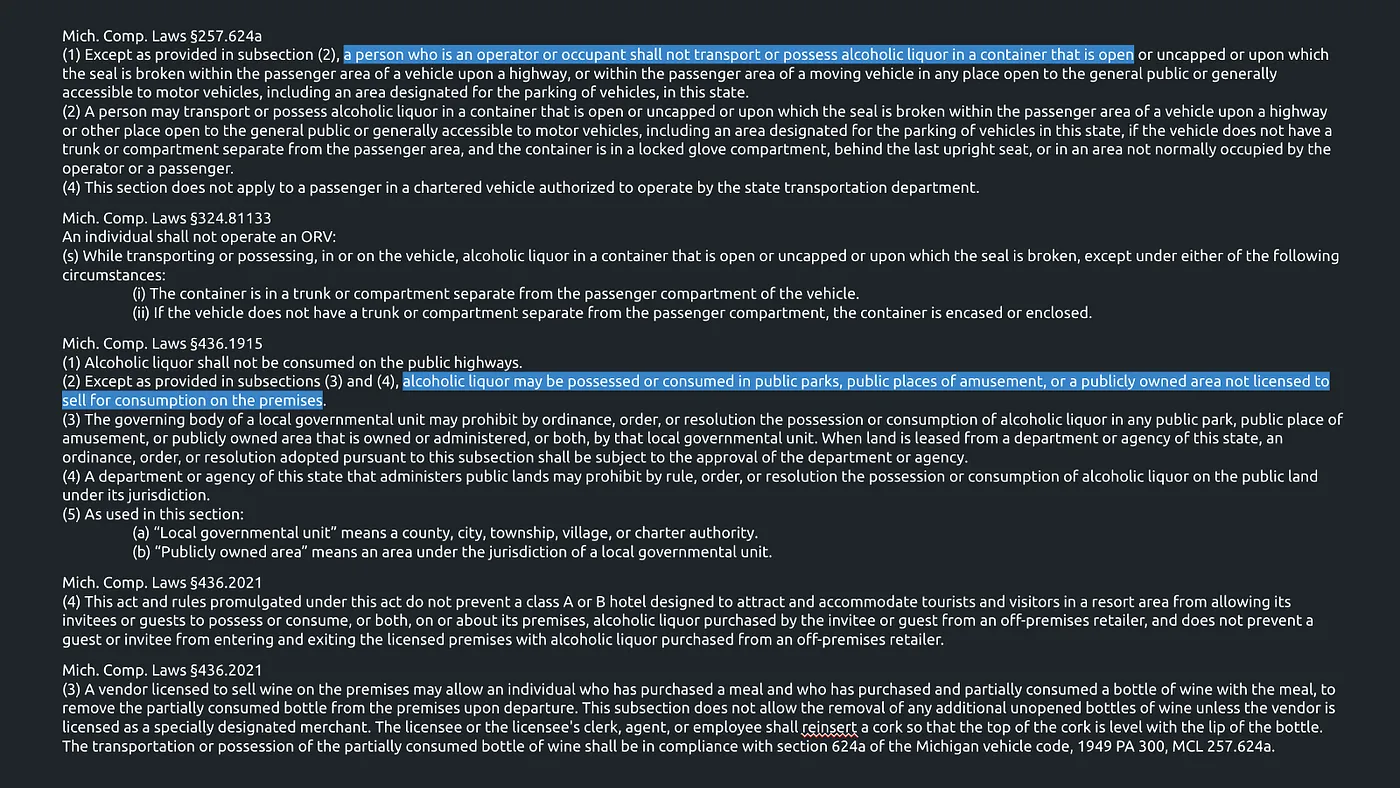 Mich. Comp. Laws §257.624a
(1) Except as provided in subsection (2), a person who is an operator or occupant shall not transport or possess alcoholic liquor in a container that is open or uncapped or upon which
the seal is broken within the passenger area of a vehicle upon a highway, or within the passenger area of a moving vehicle in any place open to the general public or generally
accessible to motor vehicles, including an area designated for the parking of vehicles, in this state.
(2) A person may transport or possess alcoholic liquor in a container that is open or uncapped or upon which the seal is broken within the passenger area of a vehicle upon a highway
or other place open to the general public or generally accessible to motor vehicles, including an area designated for the parking of vehicles in this state, if the vehicle does not have a
trunk or compartment separate from the passenger area, and the container is in a locked glove compartment, behind the last upright seat, or in an area not normally occupied by the
operator or a passenger.
(4) This section does not apply to a passenger in a chartered vehicle authorized to operate by the state transportation department.
Mich. Comp. Laws §324.81133
An individual shall not operate an ORV:
(s) While transporting or possessing, in or on the vehicle, alcoholic liquor in a container that is open or uncapped or upon which the seal is broken, except under either of the following
circumstances:
(i) The container is in a trunk or compartment separate from the passenger compartment of the vehicle.
(ii) If the vehicle does not have a trunk or compartment separate from the passenger compartment, the container is encased or enclosed.
Mich. Comp. Laws §436.1915
(1) Alcoholic liquor shall not be consumed on the public highways.
(2) Except as provided in subsections (3) and (4), alcoholic liquor may be possessed or consumed in public parks, public places of amusement, or a publicly owned area not licensed to
sell for consumption on the premises.
(3) The governing body of a local governmental unit may prohibit by ordinance, order, or resolution the possession or consumption of alcoholic liquor in any public park, public place of
amusement, or publicly owned area that is owned or administered, or both, by that local governmental unit. When land is leased from a department or agency of this state, an
ordinance, order, or resolution adopted pursuant to this subsection shall be subject to the approval of the department or agency.
(4) A department or agency of this state that administers public lands may prohibit by rule, order, or resolution the possession or consumption of alcoholic liquor on the public land
under its jurisdiction.
(5) As used in this section:
(a) “Local governmental unit” means a county, city, township, village, or charter authority.
(b) “Publicly owned area” means an area under the jurisdiction of a local governmental unit.
Mich. Comp. Laws §436.2021
(4) This act and rules promulgated under this act do not prevent a class A or B hotel designed to attract and accommodate tourists and visitors in a resort area from allowing its
invitees or guests to possess or consume, or both, on or about its premises, alcoholic liquor purchased by the invitee or guest from an off-premises retailer, and does not prevent a
guest or invitee from entering and exiting the licensed premises with alcoholic liquor purchased from an off-premises retailer.
Mich. Comp. Laws §436.2021
(3) A vendor licensed to sell wine on the premises may allow an individual who has purchased a meal and who has purchased and partially consumed a bottle of wine with the meal, to
remove the partially consumed bottle from the premises upon departure. This subsection does not allow the removal of any additional unopened bottles of wine unless the vendor is
licensed as a specially designated merchant. The licensee or the licensee's clerk, agent, or employee shall reinsert a cork so that the top of the cork is level with the lip of the bottle.
The transportation or possession of the partially consumed bottle of wine shall be in compliance with section 624a of the Michigan vehicle code, 1949 PA 300, MCL 257.624a.